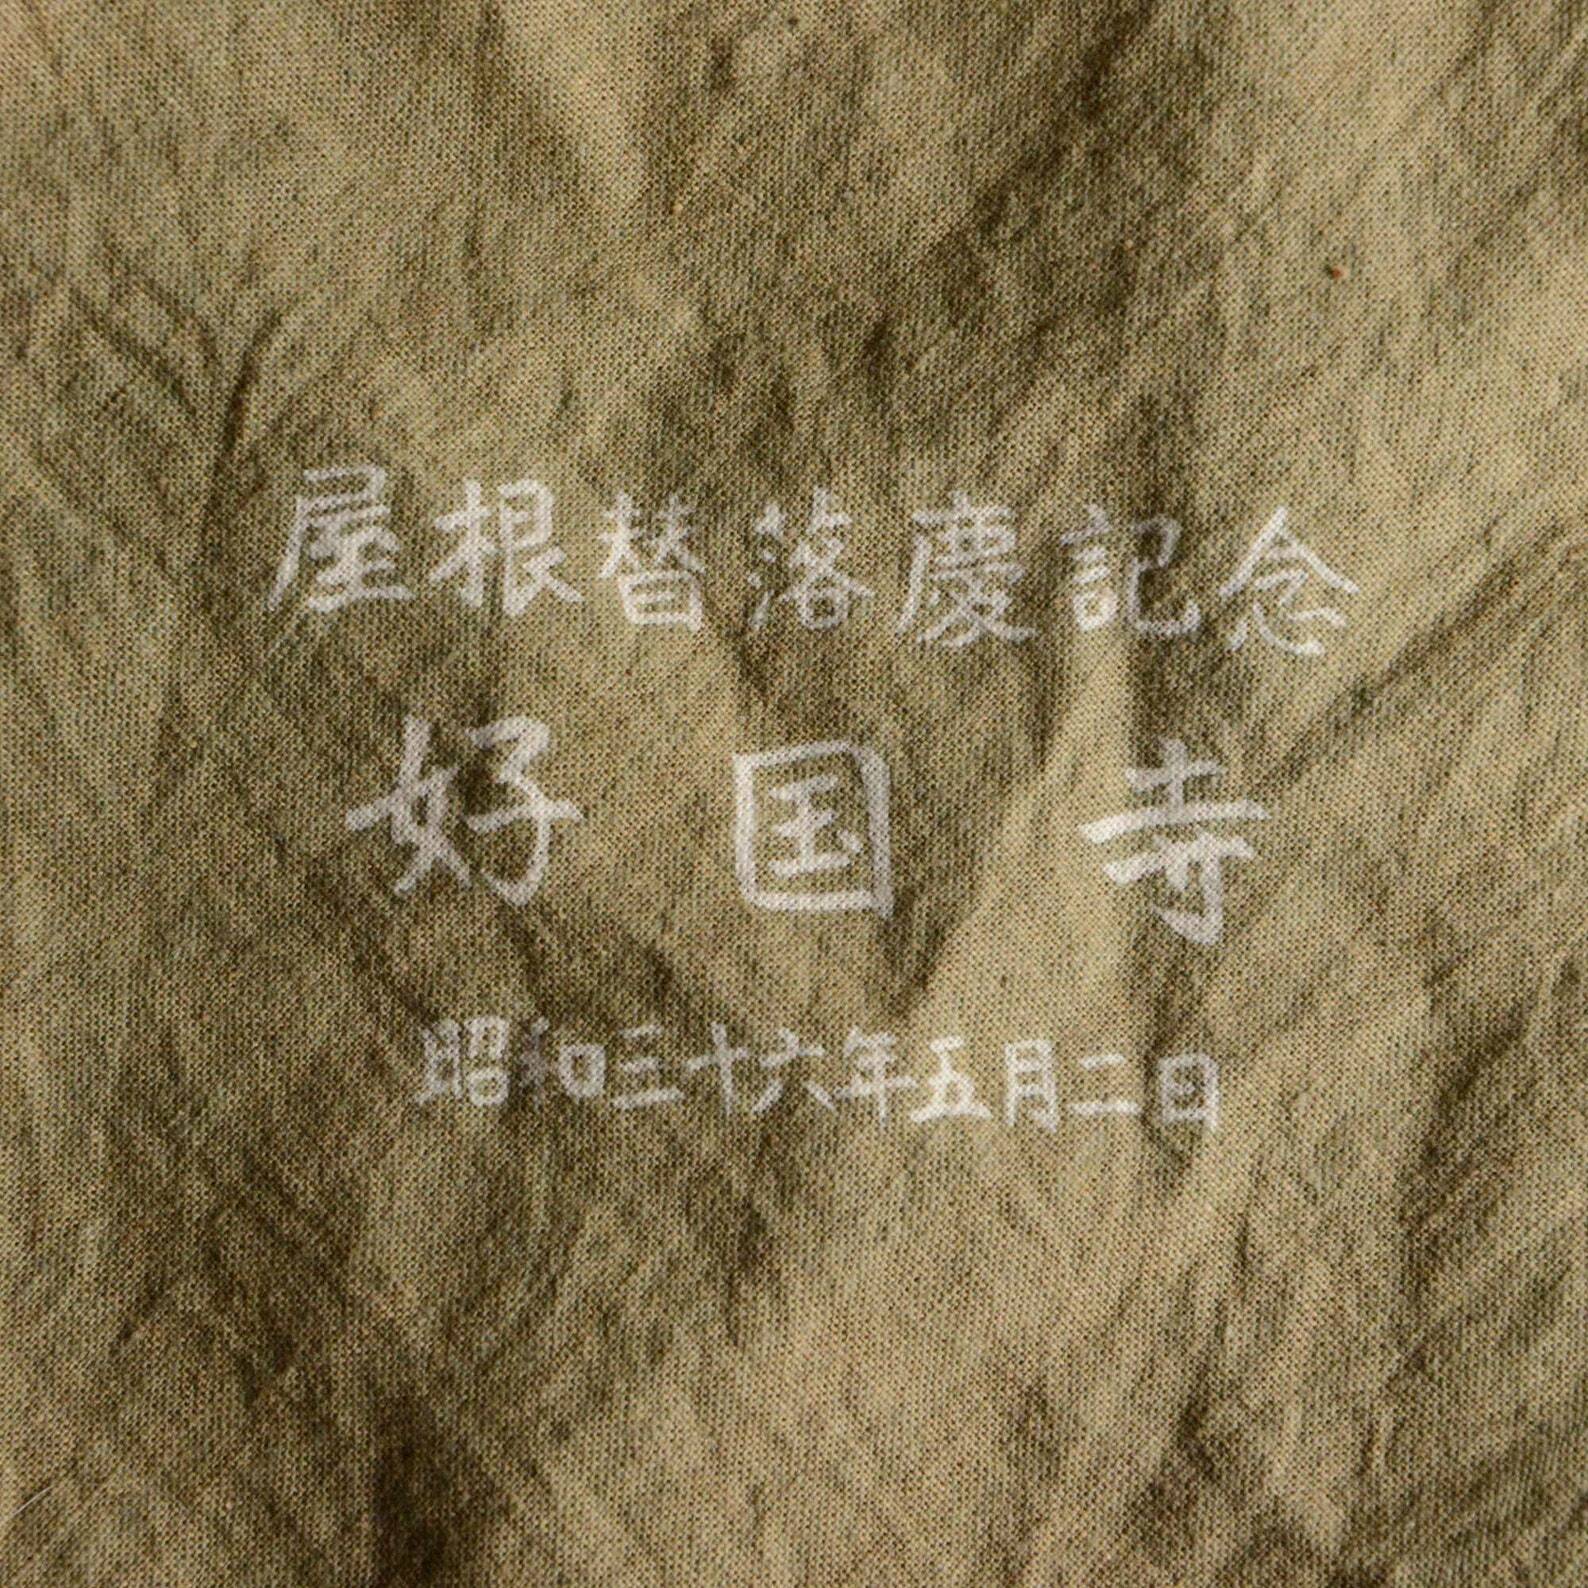 屋根替落慶記念
好国寺
昭和三十六年五月二日